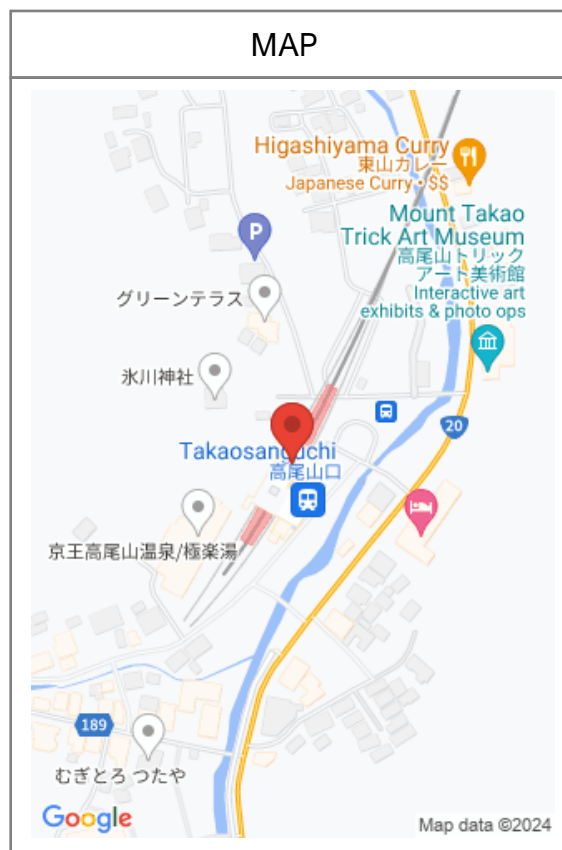 MAP
Higashiyama Curry
東山カレー
Japanese Curry・$$
Mount Takao
Trick Art Museum
高尾山トリック
アート美術館
Interactive art
exhibits & photo ops
P
グリーンテラス
氷川神社
20
Takaosanguchi
高尾山口
京王高尾山温泉/極楽湯
189
むぎとろ つたや
Google
Map data ©2024